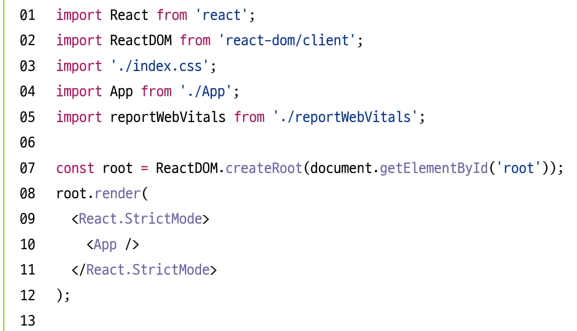 01 import React from 'react';
02 import ReactDOM from 'react-dom/client';
03 import './index.css';
04 import App from './App';
05 import reportWebVitals from './reportWebVitals';
06
07 const root = ReactDOM.createRoot(document.getElementById('root'));
08 root.render(
09   <React.StrictMode>
10     <App />
11   </React.StrictMode>
12 );
13